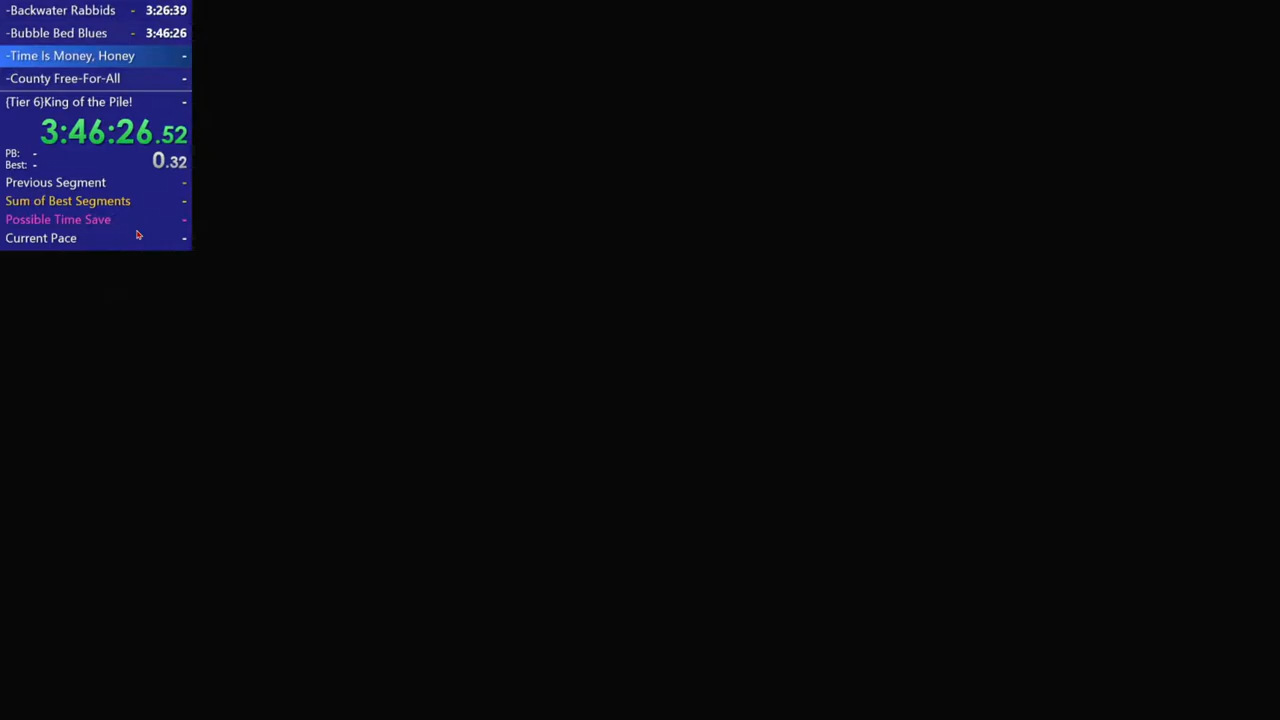 -Backwater Rabbids - 3:26:39
-Bubble Bed Blues - 3:46:26
-Time Is Money, Honey -
-County Free-For-All -
{Tier 6}King of the Pile! -
3:46:26.52
PB: -
Best: - 0.32
Previous Segment -
Sum of Best Segments -
Possible Time Save -
Current Pace -